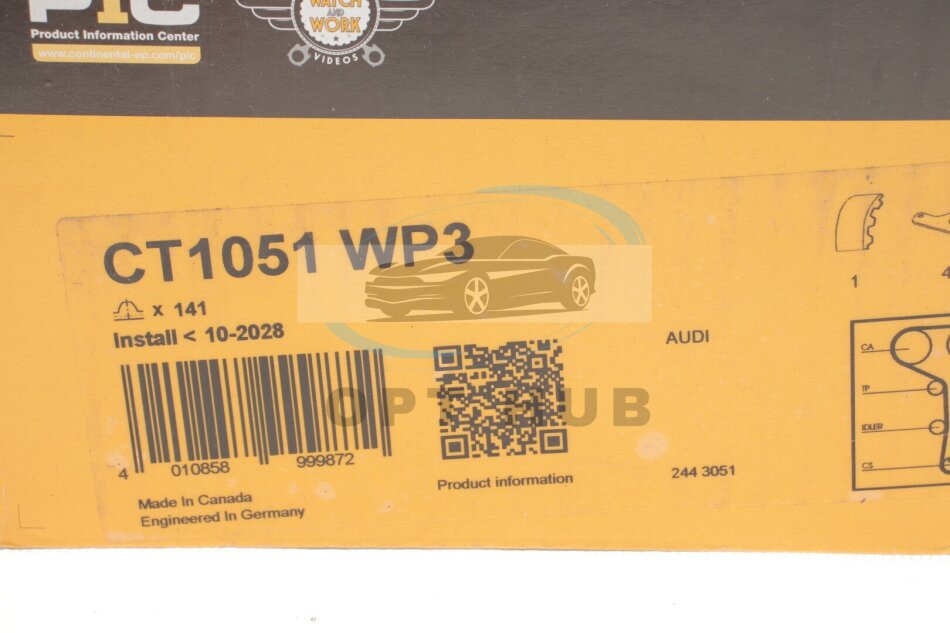 PIC
Product Information Center
www.continental-ep.com/pic
WATCH
AND
WORK
VIDEOS
CT1051 WP3
x 141
Install < 10-2028
4 010858 999872
Made In Canada
Engineered In Germany
Product information
OPT HUB
AUDI
244 3051
1
4
CA
TP
IDLER
CS